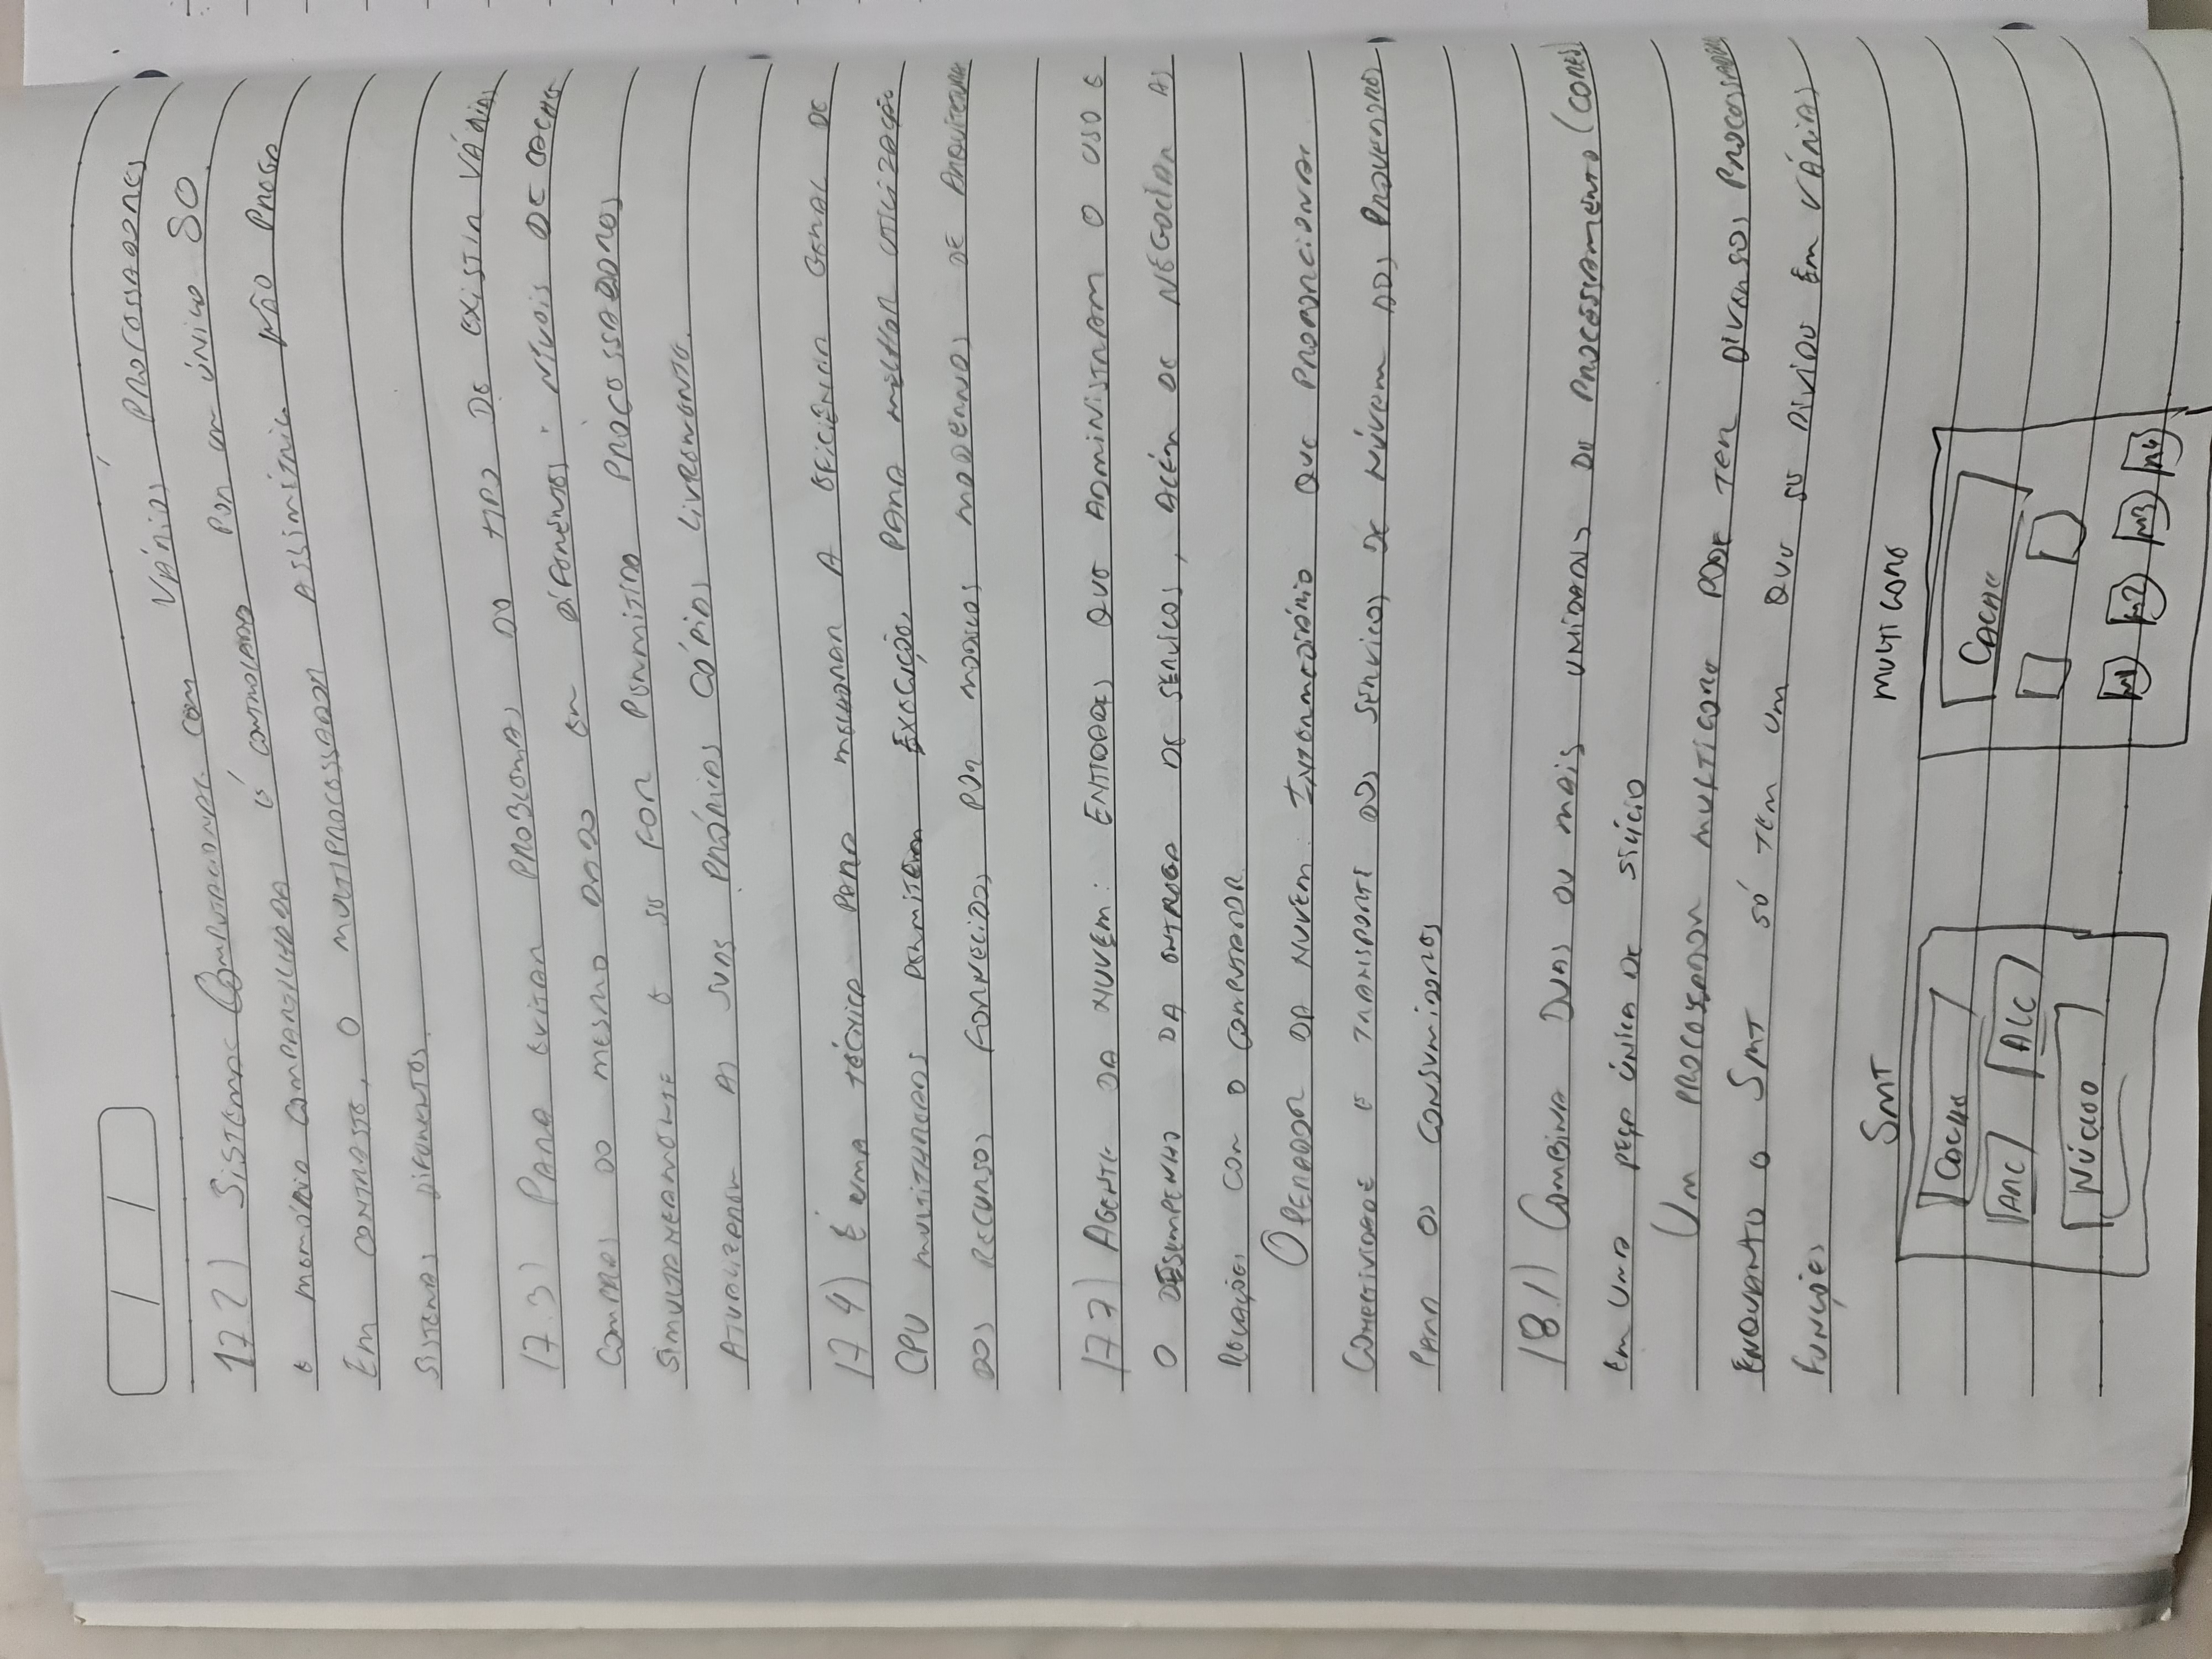 17.2) SISTEMAS COMPUTACIONAL COM VÁRIOS PROCESSADORES
E MEMÓRIA COMPARTILHADA É CONTROLADO POR UM ÚNICO SO.
EM CONTRASTE, O MULTIPROCESSADOR ASSIMÉTRICO NÃO PREGA
SISTEMAS DIFERENTES.
17.3) PARA EVITAR PROBLEMAS DO TIPO DE EXISTIR VÁRIAS
DO MESMO DADO EM DIFERENTES NÍVEIS DE CACHE
SIMULTANEAMENTE E SE FOR PERMITIDO PROCESSADORES
ATUALIZAREM AS SUAS PRÓPRIAS CÓPIAS LIVREMENTE.
17.4) É UMA TÉCNICA PARA MELHORAR A EFICIÊNCIA GERAL DE
CPU MULTITHREADS PERMITEM EXECUÇÕES PARA MELHOR UTILIZAÇÃO
DOS RECURSOS FORNECIDOS POR MODELOS MODERNOS DE ARQUITETURA
17.7) AGENTE DA NUVEM: ENTIDADES QUE ADMINISTRAM O USO E
O DESEMPENHO DA ENTREGA DE SERVICOS, ALÉM DE NEGOCIAR AS
RELAÇÕES COM O COMPUTADOR.
OPERADOR DA NUVEM: INTERMEDIÁRIO QUE PROPORCIONA
CONECTIVIDADE E TRANSPORTE DOS SERVICOS DE NÚVEM DOS PROVEDORES
PARA OS CONSUMIDORES
18.1) COMBINA DUAS OU MAIS UNIDADES DE PROCESSAMENTO (CORES)
EM UMA PEÇA ÚNICA DE SILÍCIO
UM PROCESSADOR MULTICORE PODE TER DIVERSOS PROCESSADORES
ENQUANTO O SMT SÓ TEM UM QUE SE DIVIDE EM VÁRIAS
FUNÇÕES
SMT MULTICORE
CACHE CACHE
ARC ALC
NÚCLEO
N1 N2 N3 N4